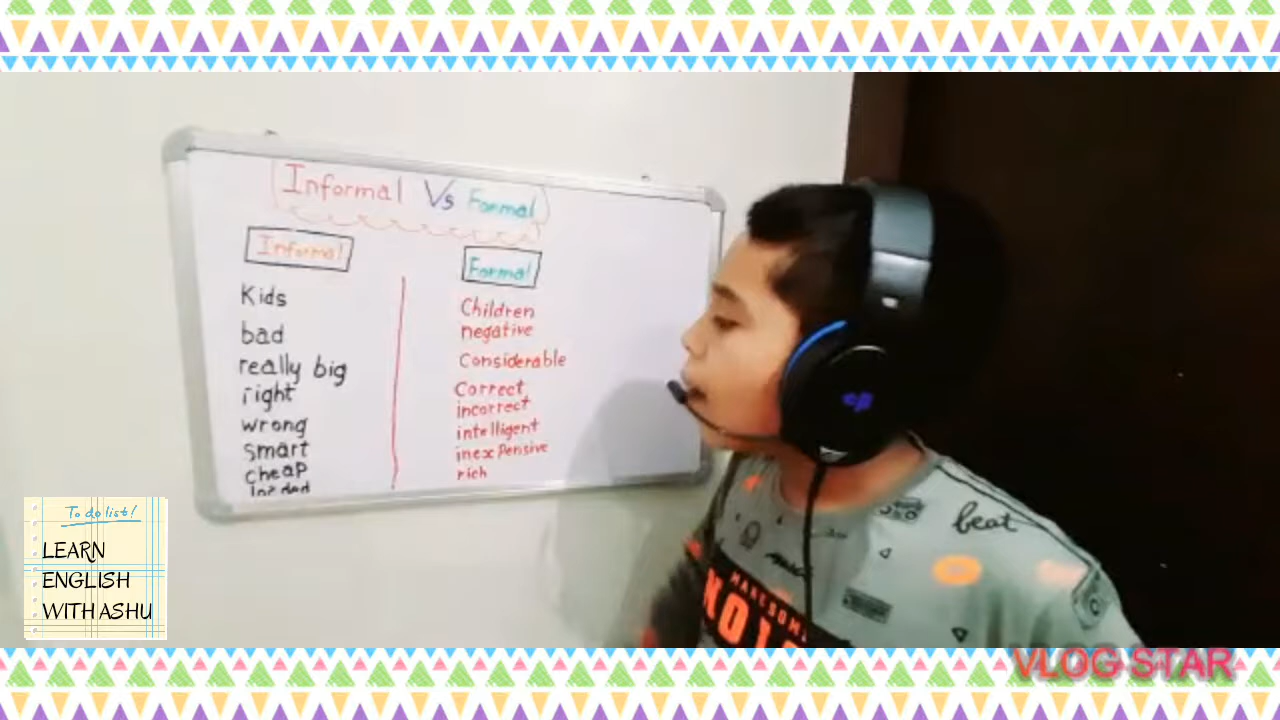 Informal Vs Formal
Informal
Formal
Kids
Children
bad
negative
really big
Considerable
right
Correct
wrong
incorrect
smart
intelligent
cheap
inexpensive
rich
beat
To do list!
LEARN
ENGLISH
WITH ASHU
VLOG STAR